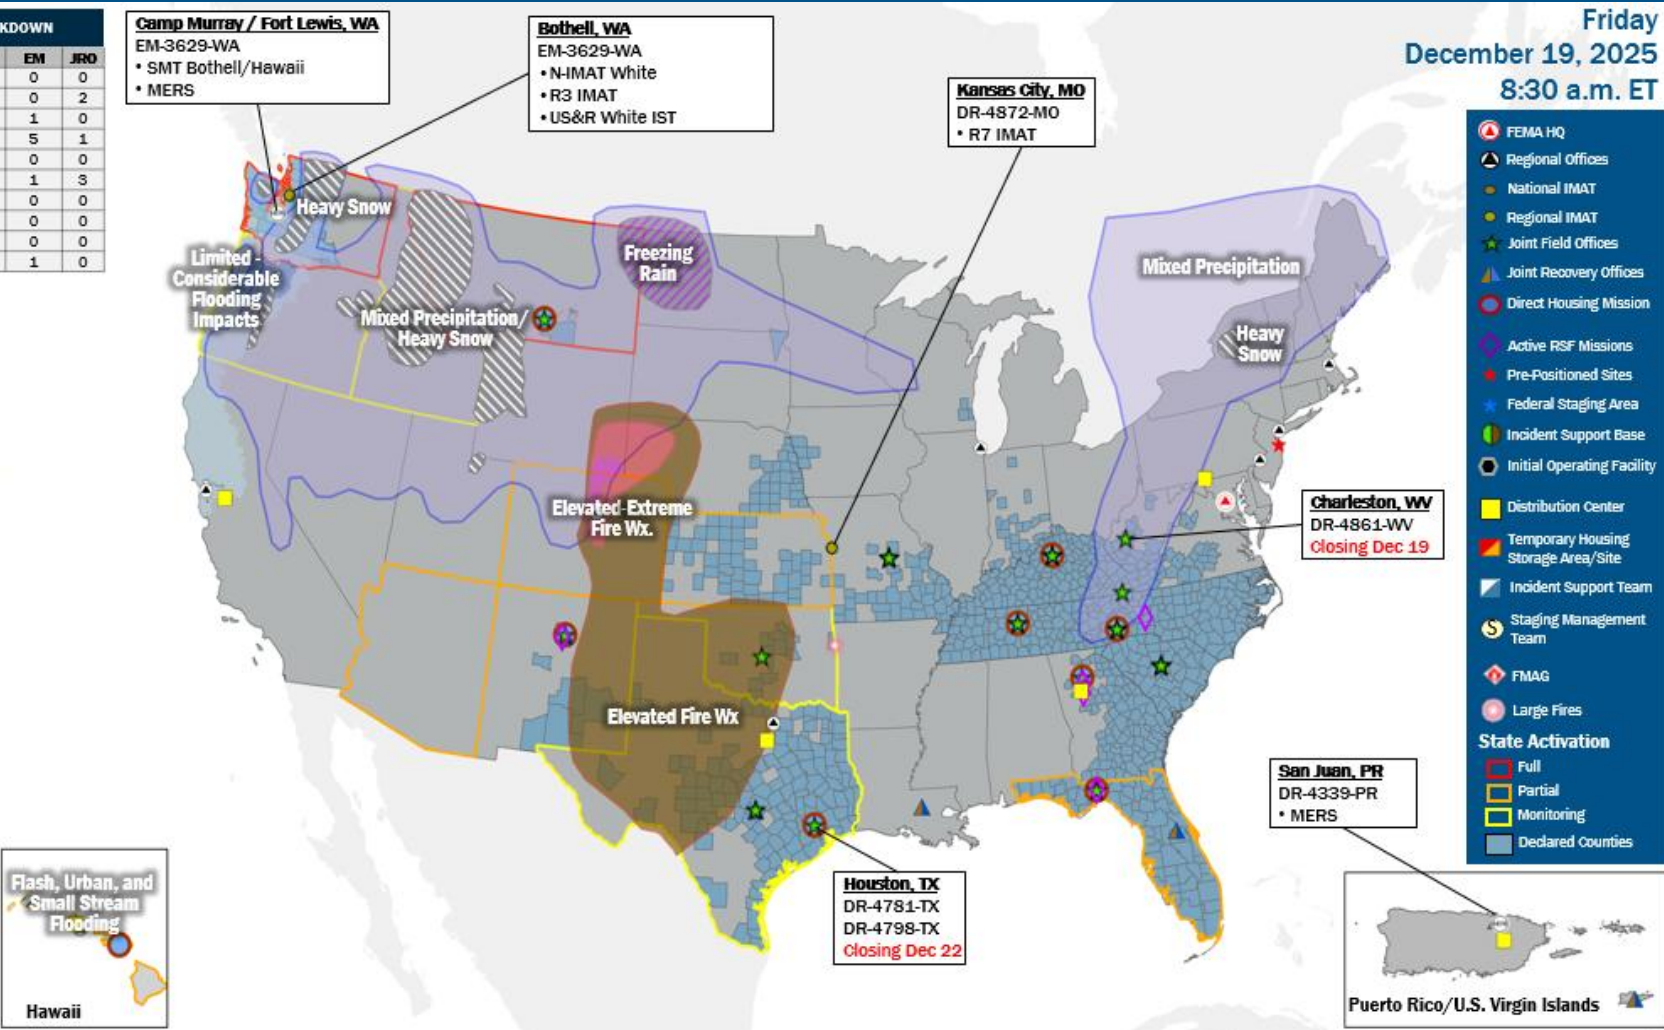 KDOWN
EM JRO
0 0
0 2
1 0
5 1
0 0
1 3
0 0
0 0
0 0
1 0
Camp Murray / Fort Lewis, WA
EM-3629-WA
• SMT Bothell/Hawaii
• MERS
Bothell, WA
EM-3629-WA
• N-IMAT White
• R3 IMAT
• US&R White IST
Kansas City, MO
DR-4872-MO
• R7 IMAT
Friday
December 19, 2025
8:30 a.m. ET
FEMA HQ
Regional Offices
National IMAT
Regional IMAT
Joint Field Offices
Joint Recovery Offices
Direct Housing Mission
Active RSF Missions
Pre-Positioned Sites
Federal Staging Area
Incident Support Base
Initial Operating Facility
Distribution Center
Temporary Housing
Storage Area/Site
Incident Support Team
S
Staging Management
Team
FMAG
Large Fires
State Activation
Full
Partial
Monitoring
Declared Counties
Heavy Snow
Limited -
Considerable
Flooding
Impacts
Mixed Precipitation/
Heavy Snow
Freezing
Rain
Mixed Precipitation
Heavy
Snow
Elevated-Extreme
Fire Wx.
Elevated Fire Wx
Charleston, WV
DR-4861-WV
Closing Dec 19
Houston, TX
DR-4781-TX
DR-4798-TX
Closing Dec 22
San Juan, PR
DR-4339-PR
• MERS
Flash, Urban, and
Small Stream
Flooding
Hawaii
Puerto Rico/U.S. Virgin Islands